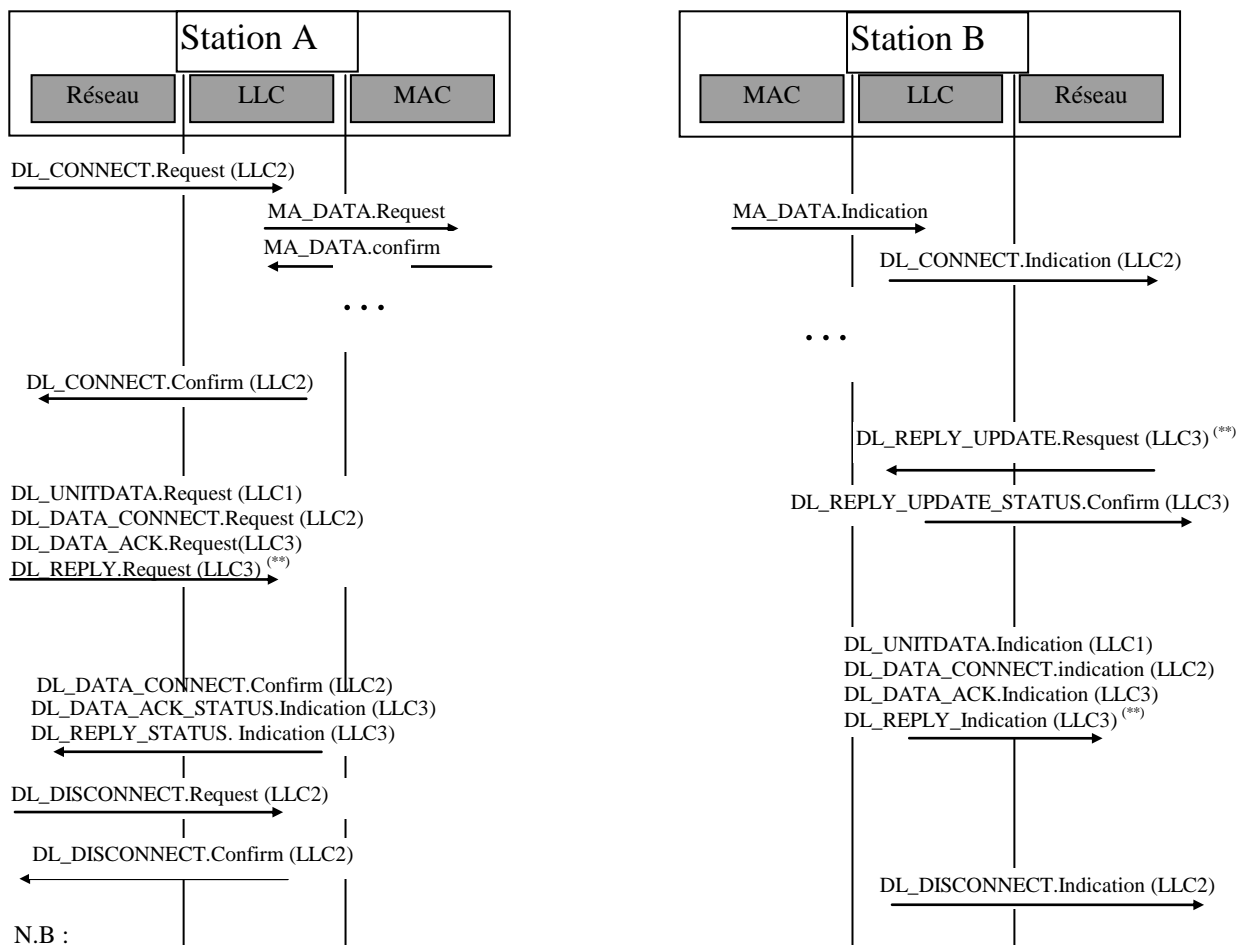 Station A
Réseau
LLC
MAC
DL_CONNECT.Request (LLC2)
MA_DATA.Request
MA_DATA.confirm
. . .
DL_CONNECT.Confirm (LLC2)
DL_UNITDATA.Request (LLC1)
DL_DATA_CONNECT.Request (LLC2)
DL_DATA_ACK.Request(LLC3)
DL_REPLY.Request (LLC3) (**)
DL_DATA_CONNECT.Confirm (LLC2)
DL_DATA_ACK_STATUS.Indication (LLC3)
DL_REPLY_STATUS. Indication (LLC3)
DL_DISCONNECT.Request (LLC2)
DL_DISCONNECT.Confirm (LLC2)
N.B :
Station B
MAC
LLC
Réseau
MA_DATA.Indication
DL_CONNECT.Indication (LLC2)
. . .
DL_REPLY_UPDATE.Resquest (LLC3) (**)
DL_REPLY_UPDATE_STATUS.Confirm (LLC3)
DL_UNITDATA.Indication (LLC1)
DL_DATA_CONNECT.indication (LLC2)
DL_DATA_ACK.Indication (LLC3)
DL_REPLY_Indication (LLC3) (**)
DL_DISCONNECT.Indication (LLC2)